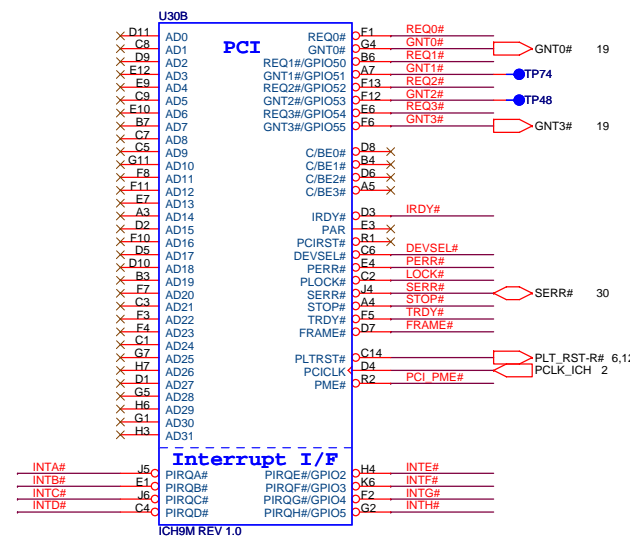 U30B
PCI
D11 AD0 REQ0# F1 REQ0#
C8 AD1 GNT0# G4 GNT0# GNT0# 19
D9 AD2 REQ1#/GPIO50 B6 REQ1#
E12 AD3 GNT1#/GPIO51 A7 GNT1# TP74
E9 AD4 REQ2#/GPIO52 F13 REQ2#
C9 AD5 GNT2#/GPIO53 F12 GNT2# TP48
E10 AD6 REQ3#/GPIO54 E6 REQ3#
B7 AD7 GNT3#/GPIO55 F6 GNT3# GNT3# 19
C7 AD8
C5 AD9 C/BE0# D8
G11 AD10 C/BE1# B4
F8 AD11 C/BE2# D6
F11 AD12 C/BE3# A5
E7 AD13
A3 AD14 IRDY# D3 IRDY#
D2 AD15 PAR E3
F10 AD16 PCIRST# R1
D5 AD17 DEVSEL# C6 DEVSEL#
D10 AD18 PERR# E4 PERR#
B3 AD19 PLOCK# C2 LOCK#
F7 AD20 SERR# J4 SERR# SERR# 30
C3 AD21 STOP# A4 STOP#
F3 AD22 TRDY# F5 TRDY#
F4 AD23 FRAME# D7 FRAME#
C1 AD24
G7 AD25 PLTRST# C14 PLT_RST-R# 6,12
H7 AD26 PCICLK D4 PCLK_ICH 2
D1 AD27 PME# R2 PCI_PME#
G5 AD28
H6 AD29
G1 AD30
H3 AD31
Interrupt I/F
INTA# J5 PIRQA# PIRQE#/GPIO2 H4 INTE#
INTB# E1 PIRQB# PIRQF#/GPIO3 K6 INTF#
INTC# J6 PIRQC# PIRQG#/GPIO4 F2 INTG#
INTD# C4 PIRQD# PIRQH#/GPIO5 G2 INTH#
ICH9M REV 1.0